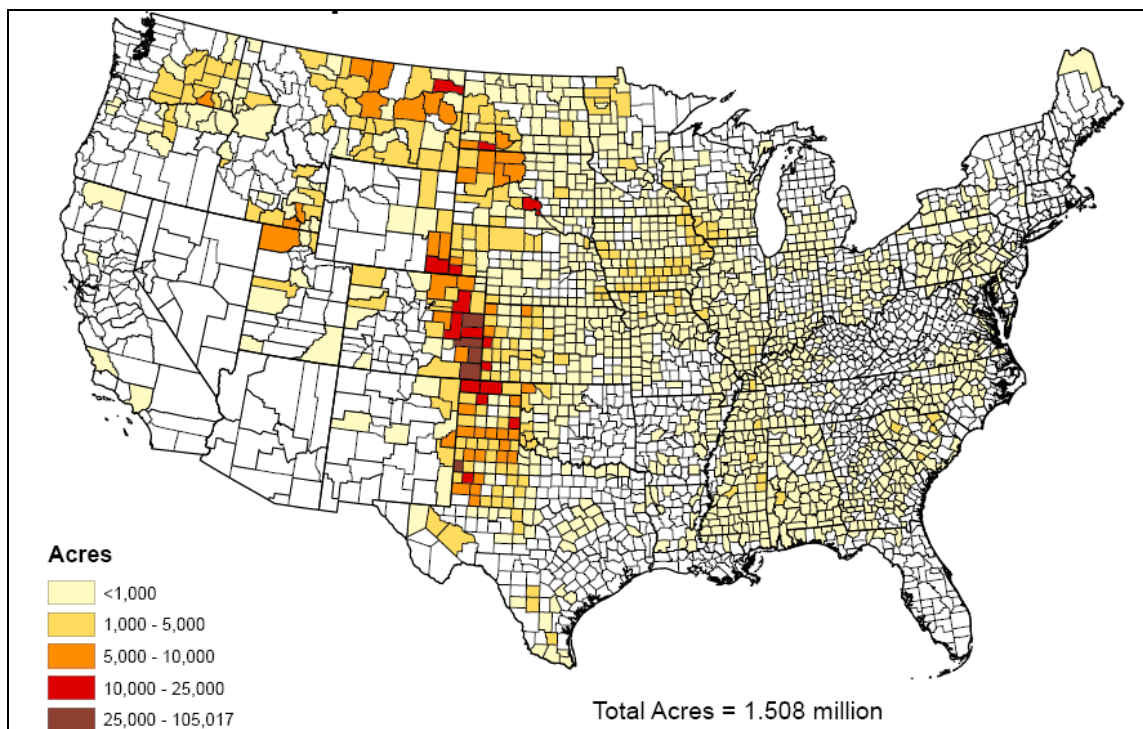 Acres
<1,000
1,000 - 5,000
5,000 - 10,000
10,000 - 25,000
25,000 - 105,017
Total Acres = 1.508 million